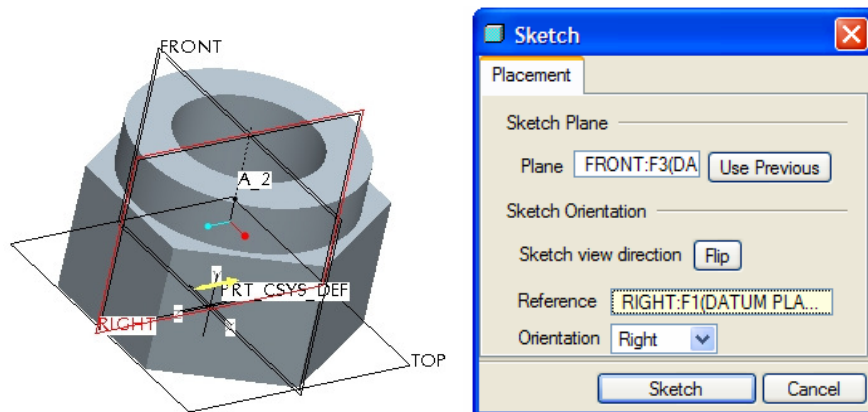 FRONT
A_2
PRT_CSYS_DEF
RIGHT
TOP
Sketch
Placement
Sketch Plane
Plane FRONT:F3(DA Use Previous
Sketch Orientation
Sketch view direction Flip
Reference RIGHT:F1(DATUM PLA...
Orientation Right
Sketch Cancel